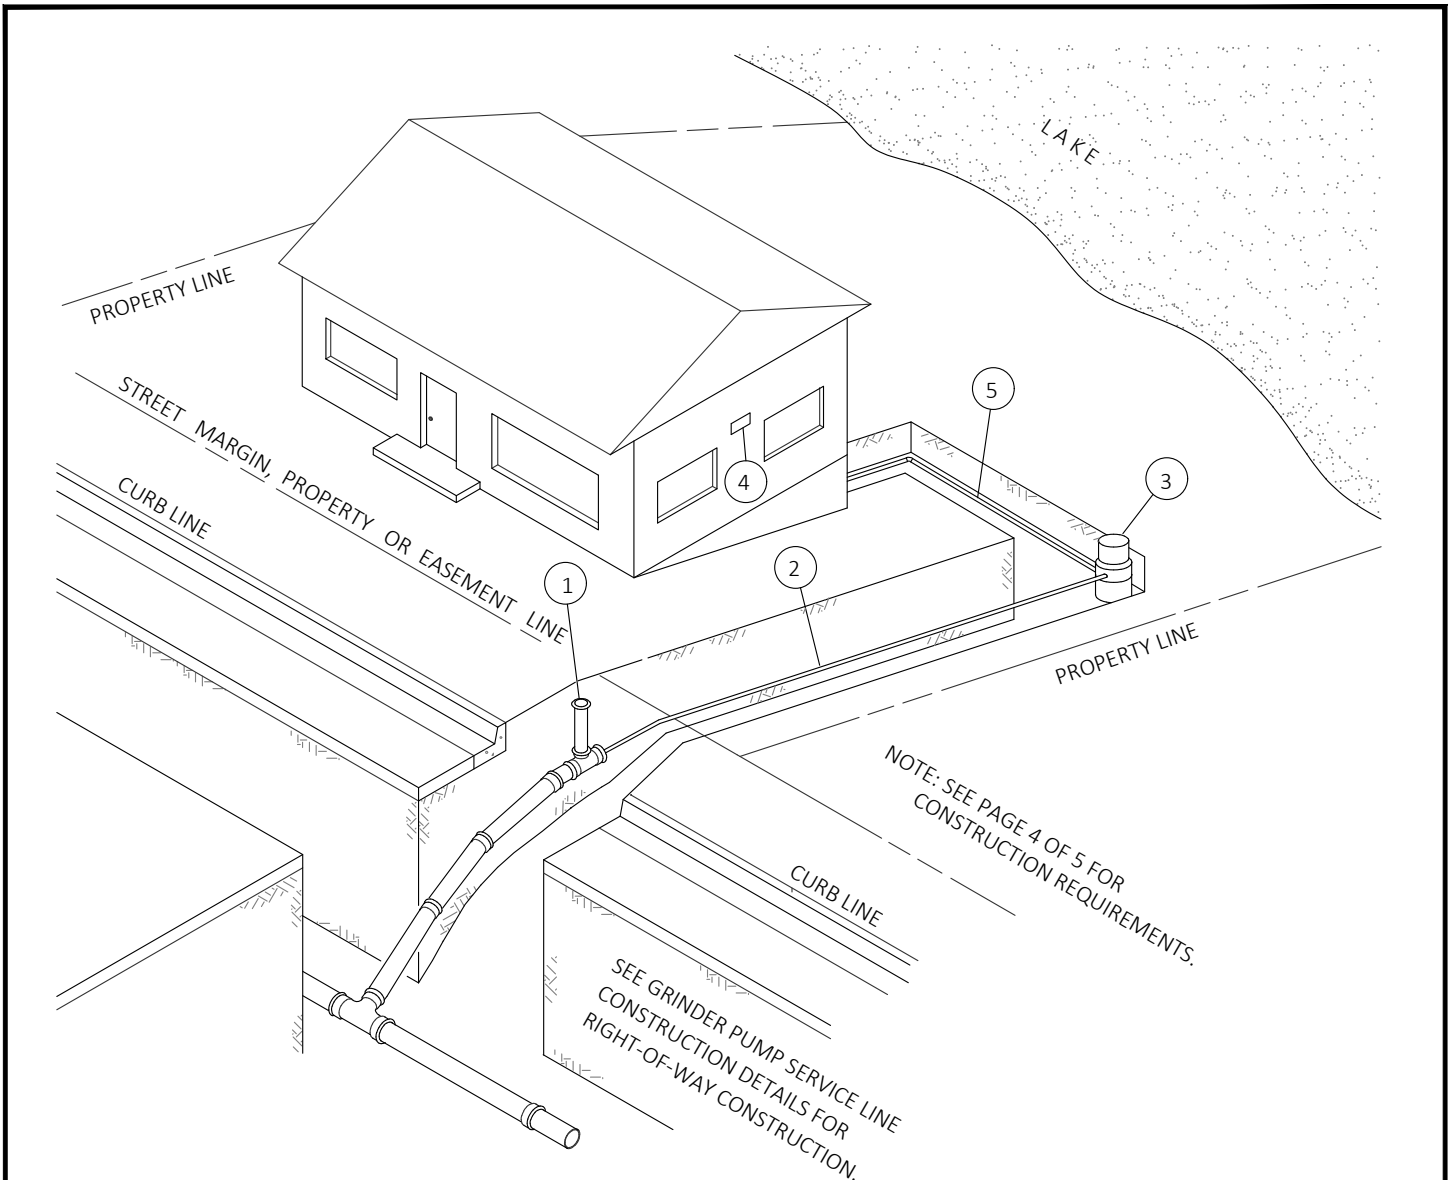 LAKE
PROPERTY LINE
STREET MARGIN, PROPERTY OR EASEMENT LINE
CURB LINE
5
3
4
2
1
PROPERTY LINE
NOTE: SEE PAGE 4 OF 5 FOR
CONSTRUCTION REQUIREMENTS.
CURB LINE
SEE GRINDER PUMP SERVICE LINE
CONSTRUCTION DETAILS FOR
RIGHT-OF-WAY CONSTRUCTION.